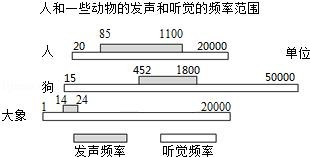 人和一些动物的发声和听觉的频率范围
85 1100
人 20 20000 单位
452 1800
狗 15 50000
14 24
大象 1 20000
发声频率 听觉频率